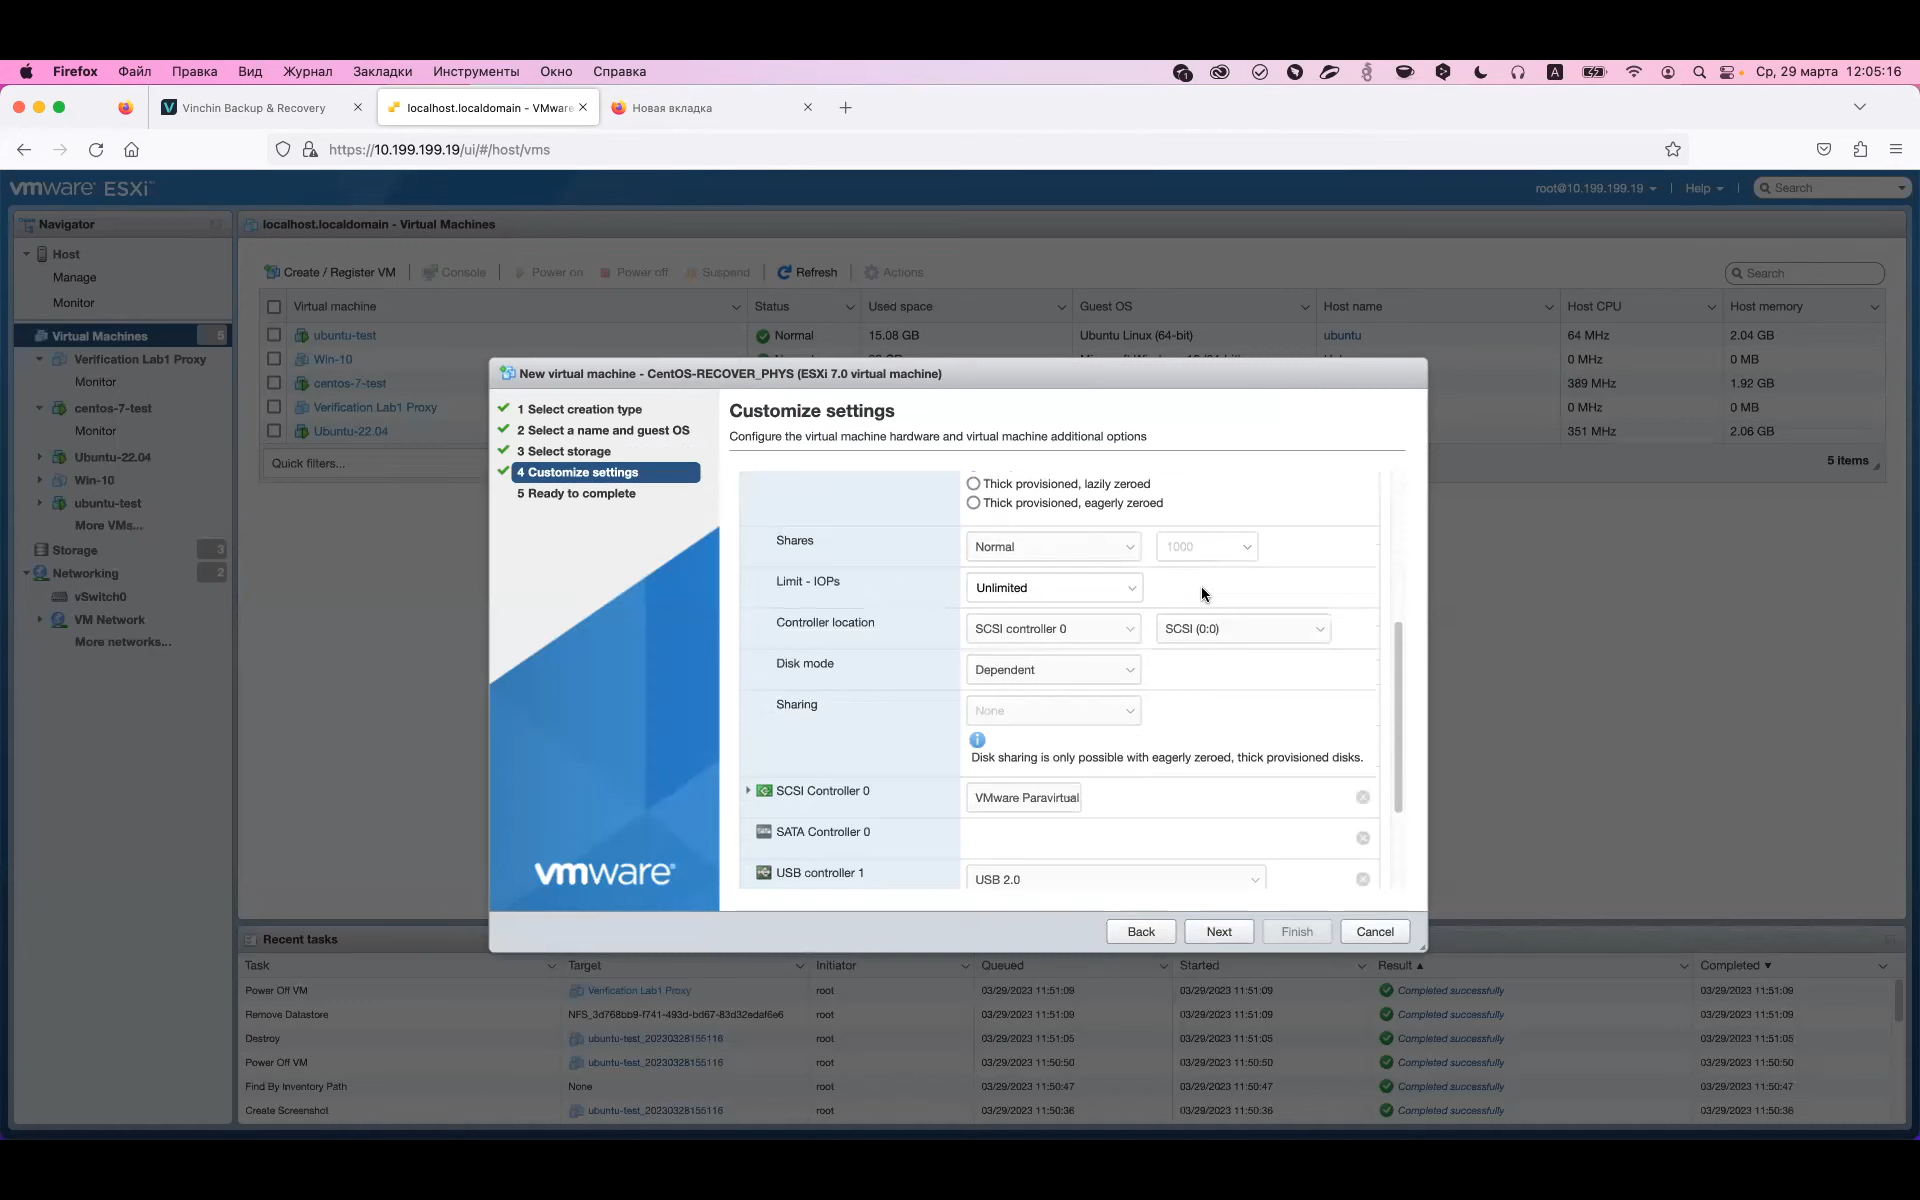 Firefox Файл Правка Вид Журнал Закладки Инструменты Окно Справка A Ср, 29 марта 12:05:16
Vinchin Backup & Recovery
localhost.localdomain - VMware
Новая вкладка
https://10.199.199.19/ui/#/host/vms
vmware ESXi
root@10.199.199.19 Help Search
Navigator
Host
Manage
Monitor
Virtual Machines 5
Verification Lab1 Proxy
Monitor
centos-7-test
Monitor
Ubuntu-22.04
Win-10
ubuntu-test
More VMs...
Storage 3
Networking 2
vSwitch0
VM Network
More networks...
localhost.localdomain - Virtual Machines
Create / Register VM Console Power on Power off Suspend Refresh Actions Search
Virtual machine Status Used space Guest OS Host name Host CPU Host memory
ubuntu-test Normal 15.08 GB Ubuntu Linux (64-bit) ubuntu 64 MHz 2.04 GB
Win-10 0 MHz 0 MB
centos-7-test 389 MHz 1.92 GB
Verification Lab1 Proxy 0 MHz 0 MB
Ubuntu-22.04 351 MHz 2.06 GB
Quick filters... 5 items
New virtual machine - CentOS-RECOVER_PHYS (ESXi 7.0 virtual machine)
1 Select creation type
2 Select a name and guest OS
3 Select storage
4 Customize settings
5 Ready to complete
vmware
Customize settings
Configure the virtual machine hardware and virtual machine additional options
Thick provisioned, lazily zeroed
Thick provisioned, eagerly zeroed
Shares Normal 1000
Limit - IOPs Unlimited
Controller location SCSI controller 0 SCSI (0:0)
Disk mode Dependent
Sharing None
Disk sharing is only possible with eagerly zeroed, thick provisioned disks.
SCSI Controller 0 VMware Paravirtual
SATA Controller 0
USB controller 1 USB 2.0
Back Next Finish Cancel
Recent tasks
Task Target Initiator Queued Started Result Completed
Power Off VM Verification Lab1 Proxy root 03/29/2023 11:51:09 03/29/2023 11:51:09 Completed successfully 03/29/2023 11:51:09
Remove Datastore NFS_3d768bb9-f741-493d-bd67-83d32edaf6e6 root 03/29/2023 11:51:09 03/29/2023 11:51:09 Completed successfully 03/29/2023 11:51:09
Destroy ubuntu-test_20230328155116 root 03/29/2023 11:51:05 03/29/2023 11:51:05 Completed successfully 03/29/2023 11:51:05
Power Off VM ubuntu-test_20230328155116 root 03/29/2023 11:50:50 03/29/2023 11:50:50 Completed successfully 03/29/2023 11:50:50
Find By Inventory Path None root 03/29/2023 11:50:47 03/29/2023 11:50:47 Completed successfully 03/29/2023 11:50:47
Create Screenshot ubuntu-test_20230328155116 root 03/29/2023 11:50:36 03/29/2023 11:50:36 Completed successfully 03/29/2023 11:50:36